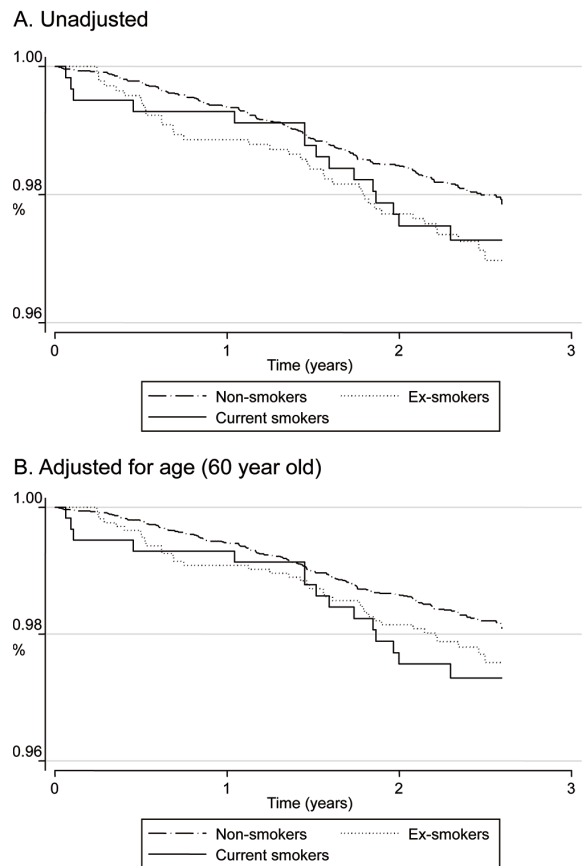 A. Unadjusted
1.00
0.98
%
0.96
0 1 2 3
Time (years)
Non-smokers Ex-smokers
Current smokers
B. Adjusted for age (60 year old)
1.00
0.98
%
0.96
0 1 2 3
Time (years)
Non-smokers Ex-smokers
Current smokers